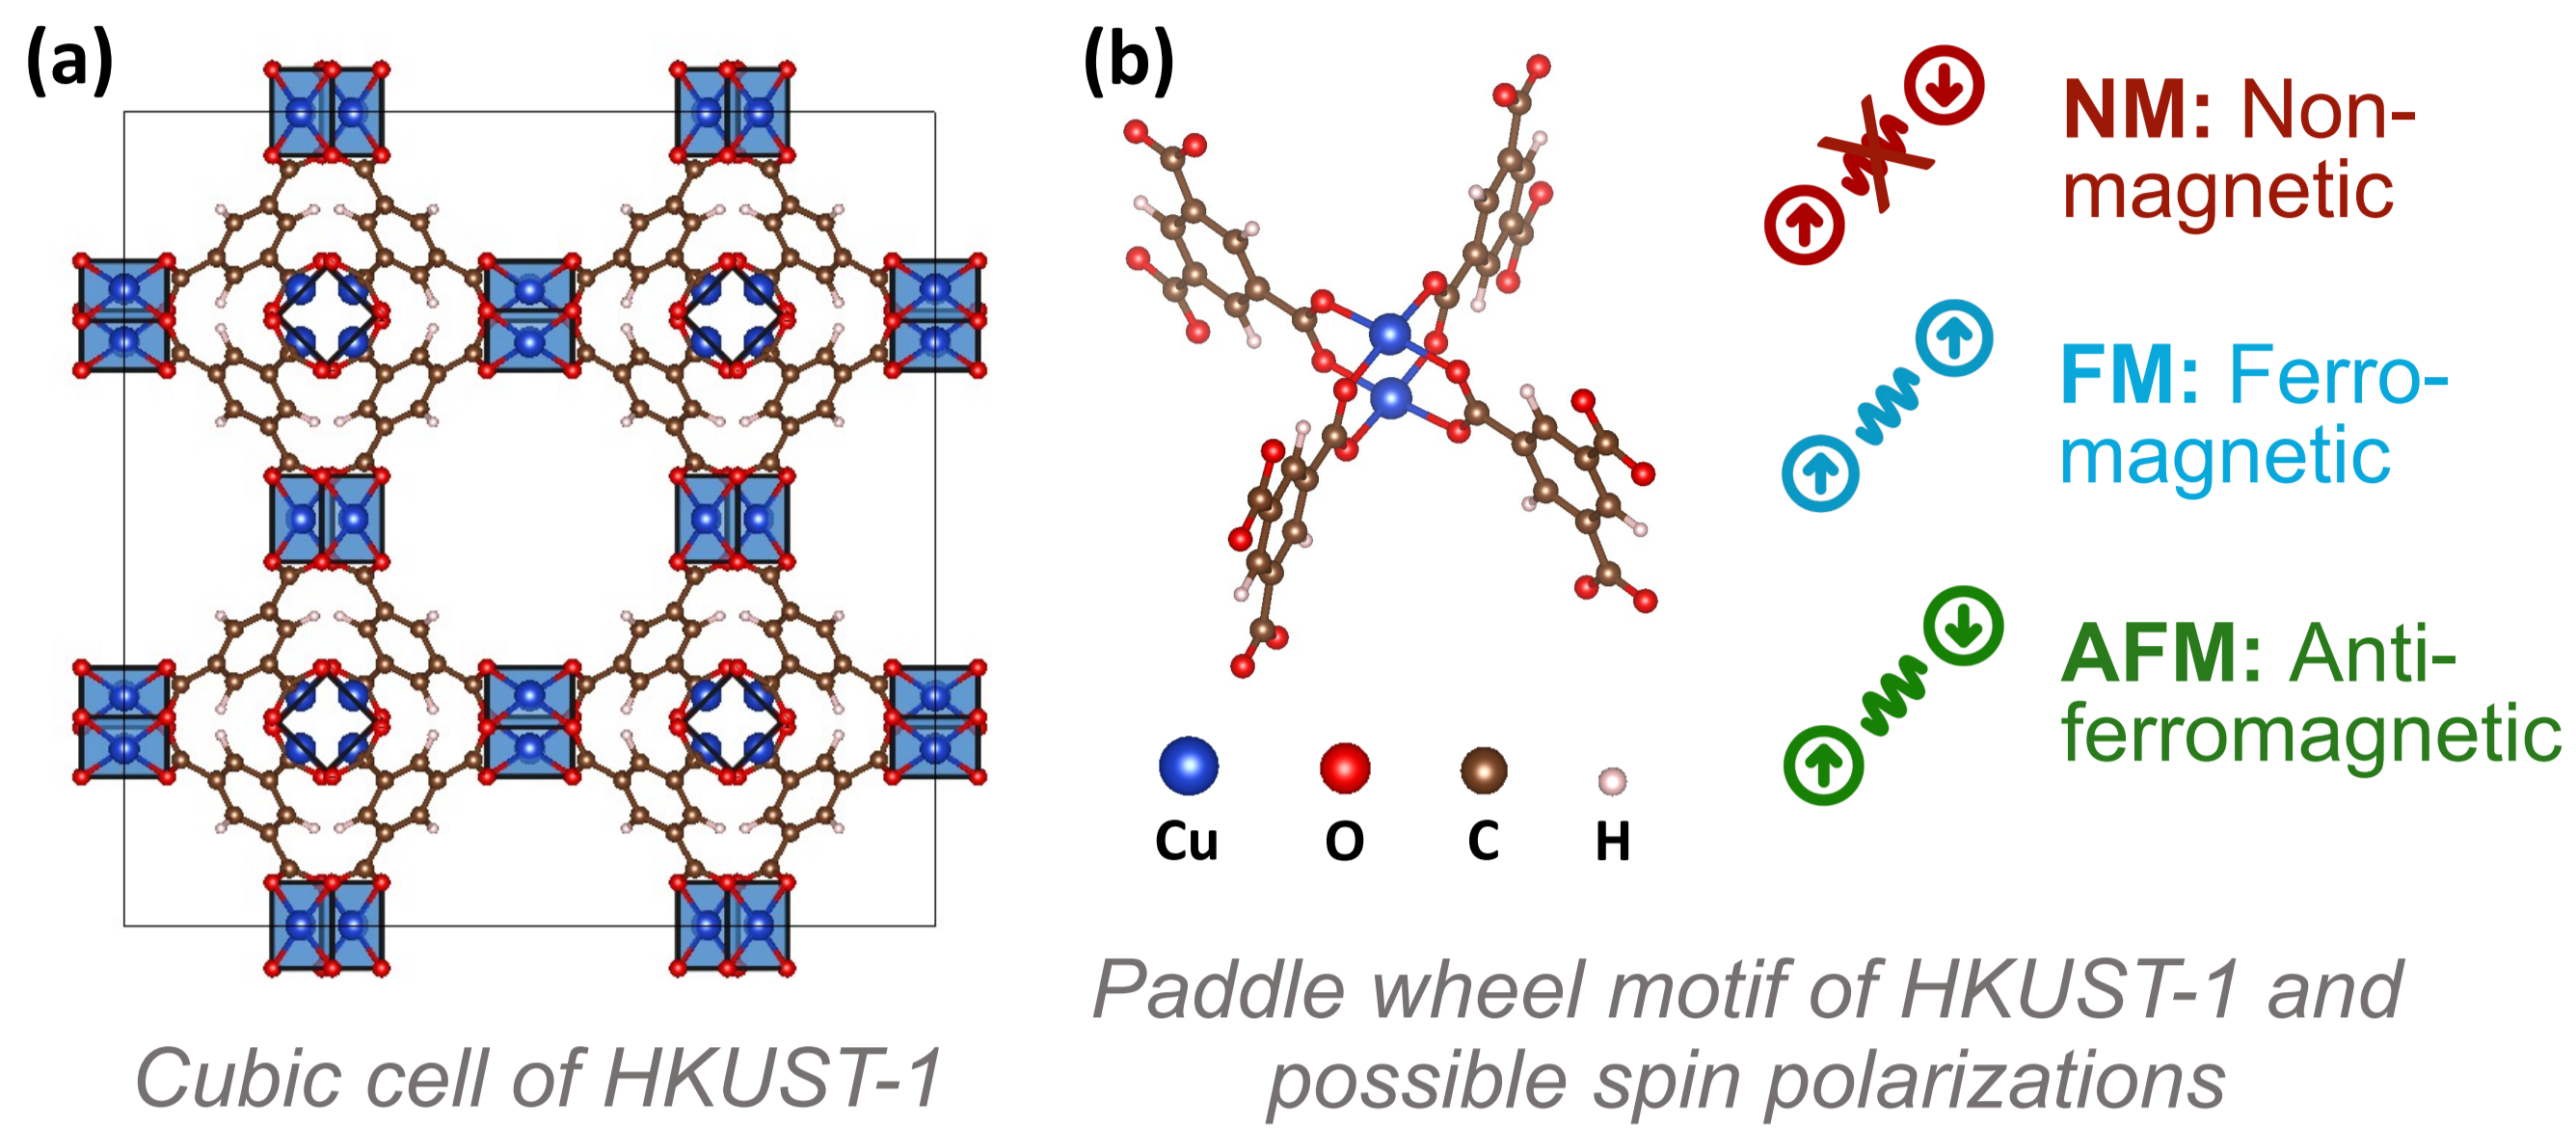 (a)
Cubic cell of HKUST-1
(b)
Cu O C H
NM: Non-
magnetic
FM: Ferro-
magnetic
AFM: Anti-
ferromagnetic
Paddle wheel motif of HKUST-1 and
possible spin polarizations